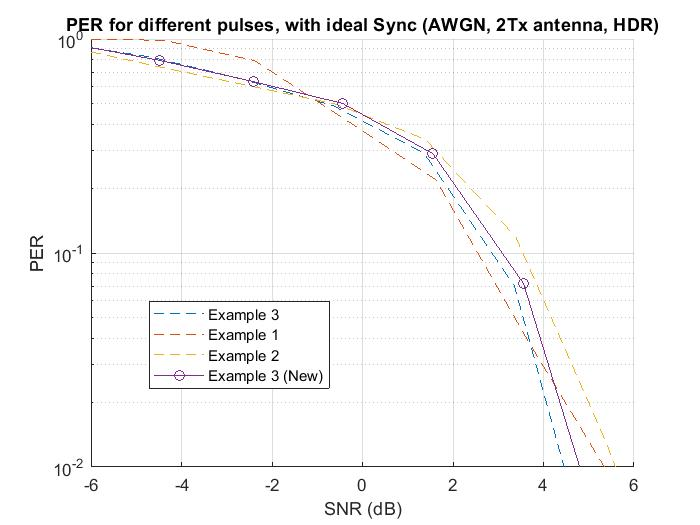 PER for different pulses, with ideal Sync (AWGN, 2Tx antenna, HDR)
10^0
10^-1
10^-2
PER
Example 3
Example 1
Example 2
Example 3 (New)
-6 -4 -2 0 2 4 6
SNR (dB)